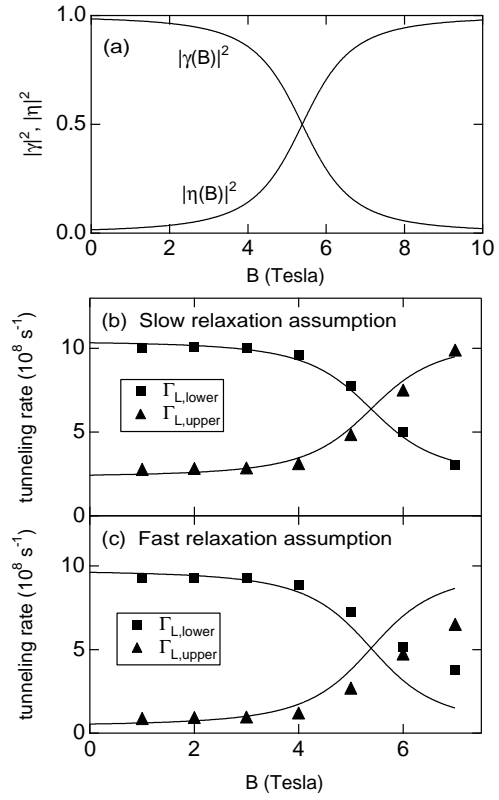 1.0
(a)
|γ(B)|²
|γ|², |η|²
0.5
|η(B)|²
0.0
0 2 4 6 8 10
B (Tesla)
(b) Slow relaxation assumption
tunneling rate (10⁸ s⁻¹)
10
Γ_L,lower
Γ_L,upper
5
0
(c) Fast relaxation assumption
tunneling rate (10⁸ s⁻¹)
10
Γ_L,lower
Γ_L,upper
5
0
0 2 4 6
B (Tesla)